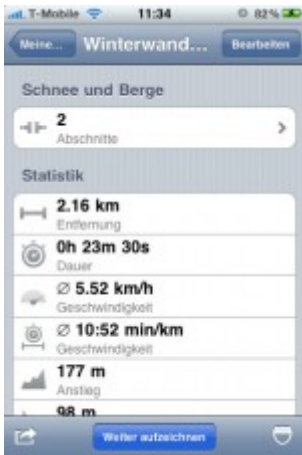 T-Mobile 11:34 82%
Meine... Winterwand... Bearbeiten
Schnee und Berge
2
Abschnitte
Statistik
2.16 km
Entfernung
0h 23m 30s
Dauer
Ø 5.52 km/h
Geschwindigkeit
Ø 10:52 min/km
Geschwindigkeit
177 m
Anstieg
98 m
Weiter aufzeichnen